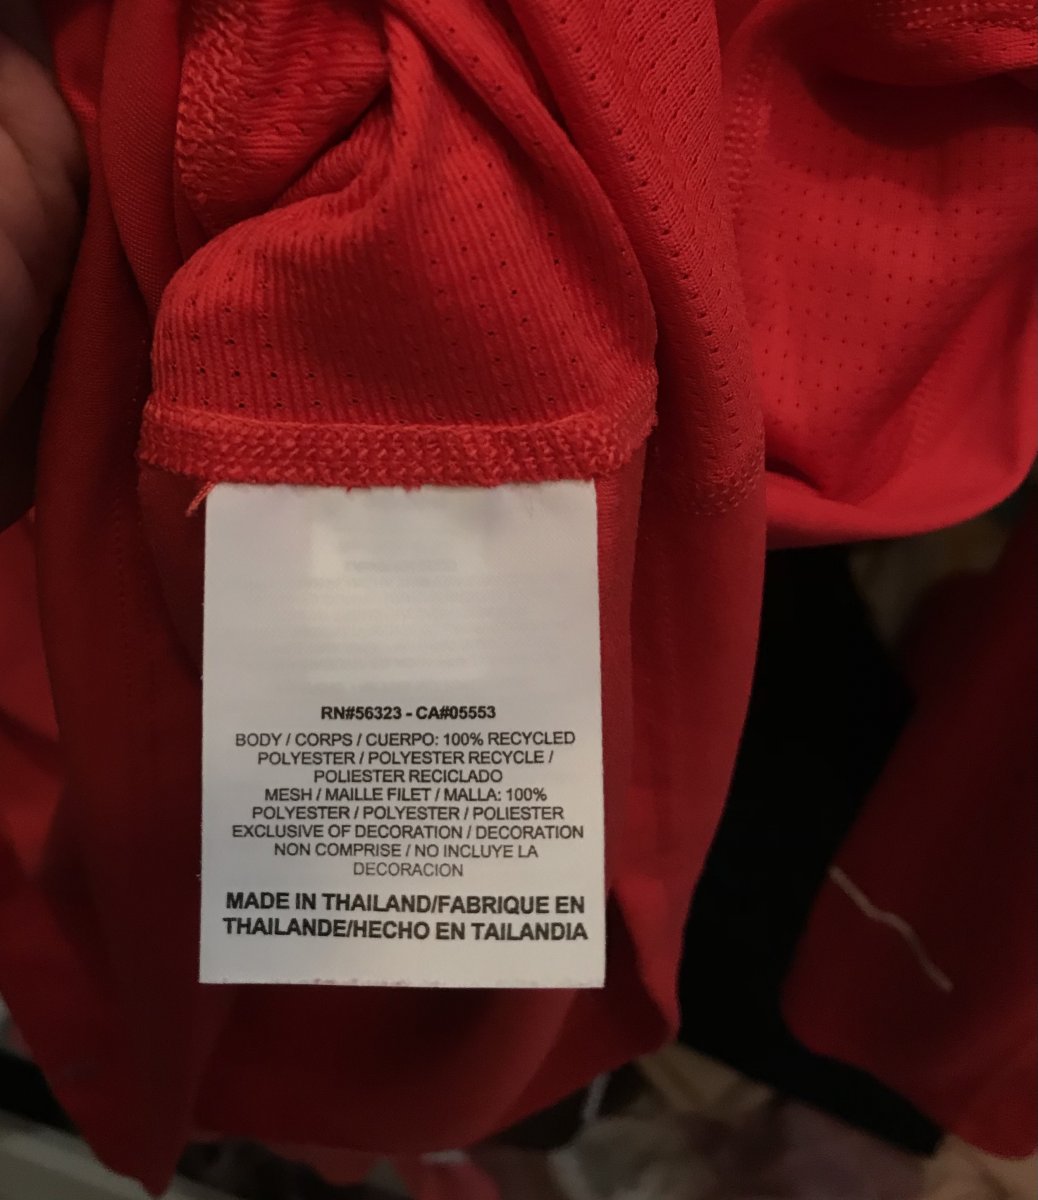 RN#56323 - CA#05553
BODY / CORPS / CUERPO: 100% RECYCLED
POLYESTER / POLYESTER RECYCLE /
POLIESTER RECICLADO
MESH / MAILLE FILET / MALLA: 100%
POLYESTER / POLYESTER / POLIESTER
EXCLUSIVE OF DECORATION / DECORATION
NON COMPRISE / NO INCLUYE LA
DECORACION
MADE IN THAILAND/FABRIQUE EN
THAILANDE/HECHO EN TAILANDIA